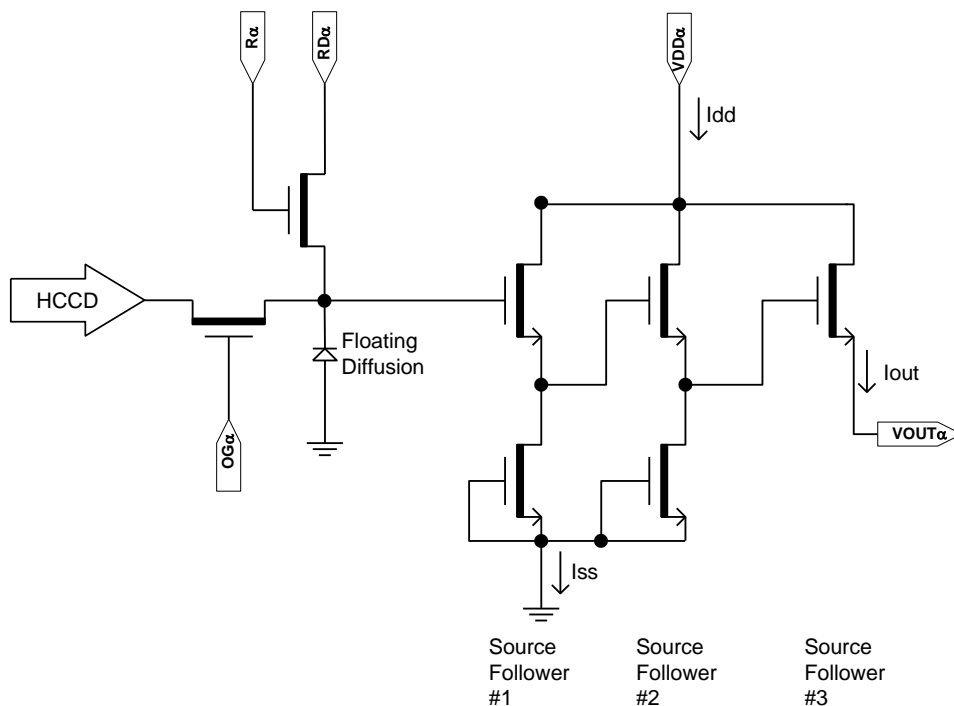 Rα
RDα
VDDα
Idd
HCCD
Floating
Diffusion
Iout
VOUTα
OGα
Iss
Source
Follower
#1
Source
Follower
#2
Source
Follower
#3